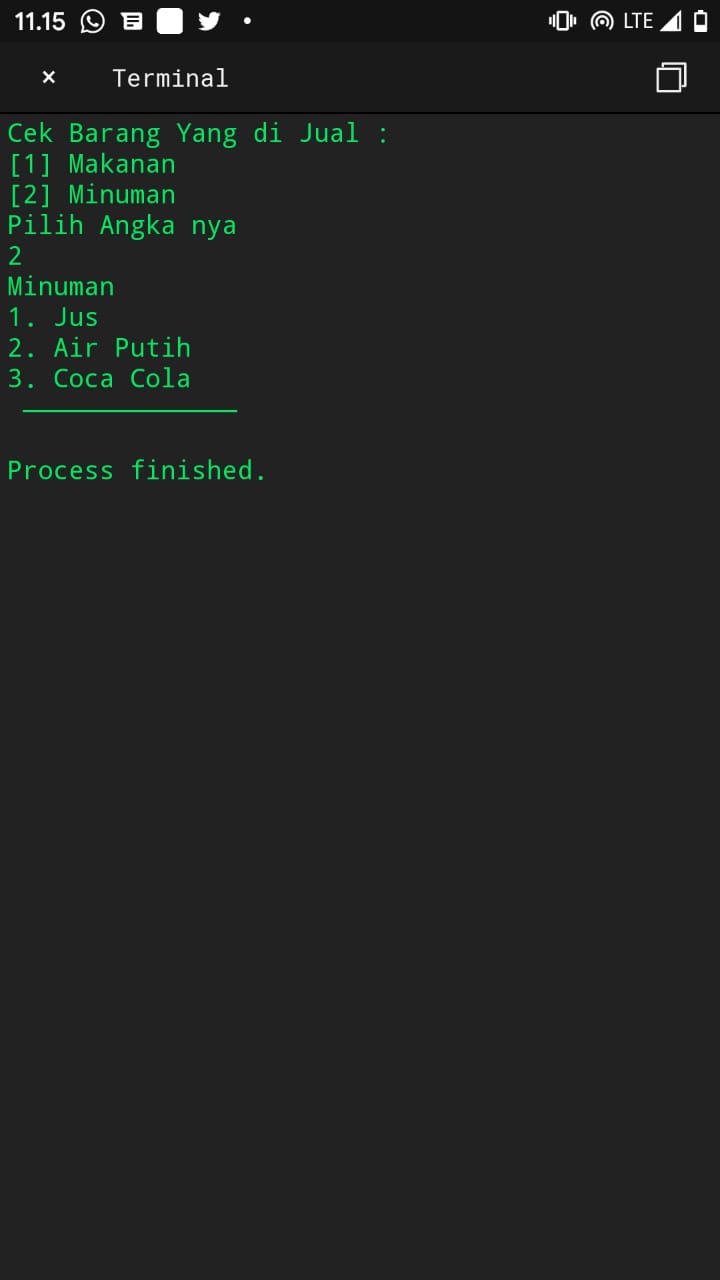 11.15 LTE
× Terminal
Cek Barang Yang di Jual :
[1] Makanan
[2] Minuman
Pilih Angka nya
2
Minuman
1. Jus
2. Air Putih
3. Coca Cola
Process finished.